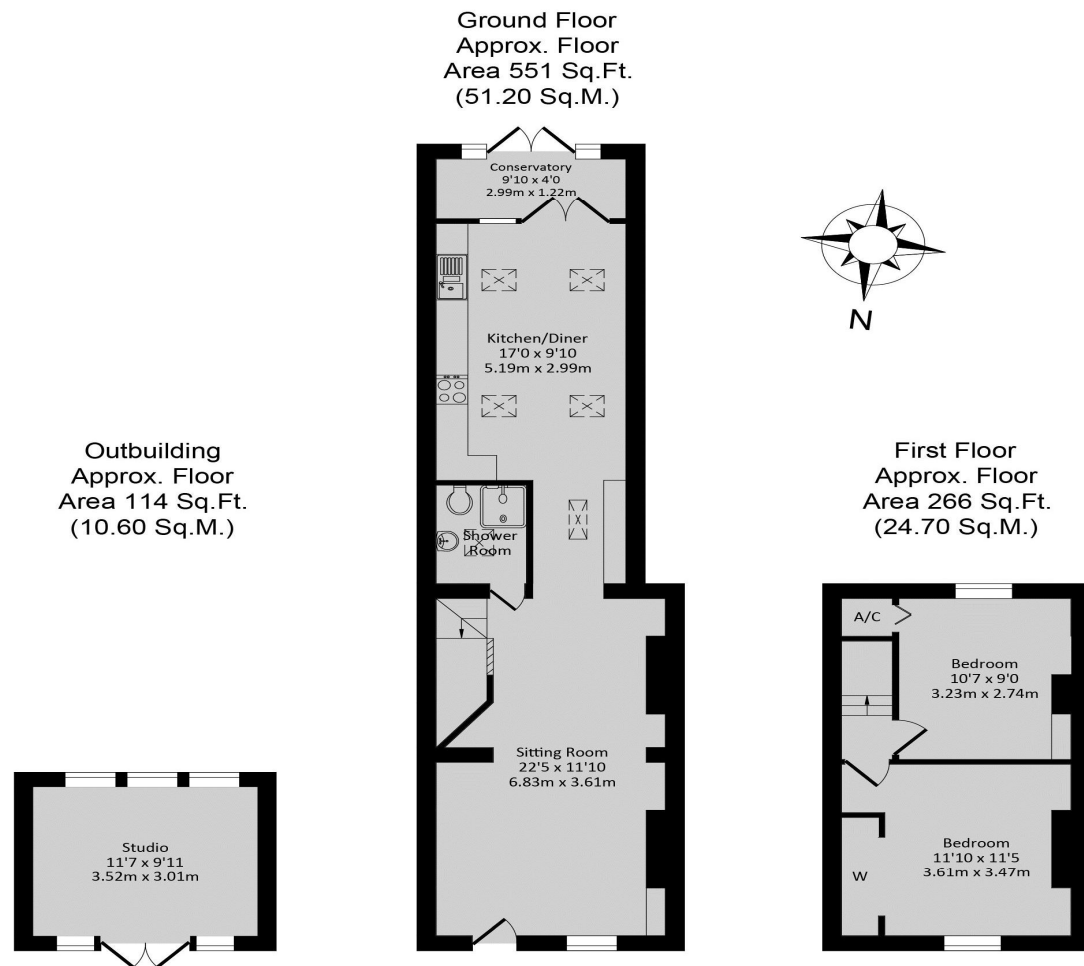 Ground Floor
Approx. Floor
Area 551 Sq.Ft.
(51.20 Sq.M.)
Conservatory
9'10 x 4'0
2.99m x 1.22m
Kitchen/Diner
17'0 x 9'10
5.19m x 2.99m
Shower
Room
Sitting Room
22'5 x 11'10
6.83m x 3.61m
N
Outbuilding
Approx. Floor
Area 114 Sq.Ft.
(10.60 Sq.M.)
Studio
11'7 x 9'11
3.52m x 3.01m
First Floor
Approx. Floor
Area 266 Sq.Ft.
(24.70 Sq.M.)
A/C
Bedroom
10'7 x 9'0
3.23m x 2.74m
Bedroom
11'10 x 11'5
3.61m x 3.47m
W